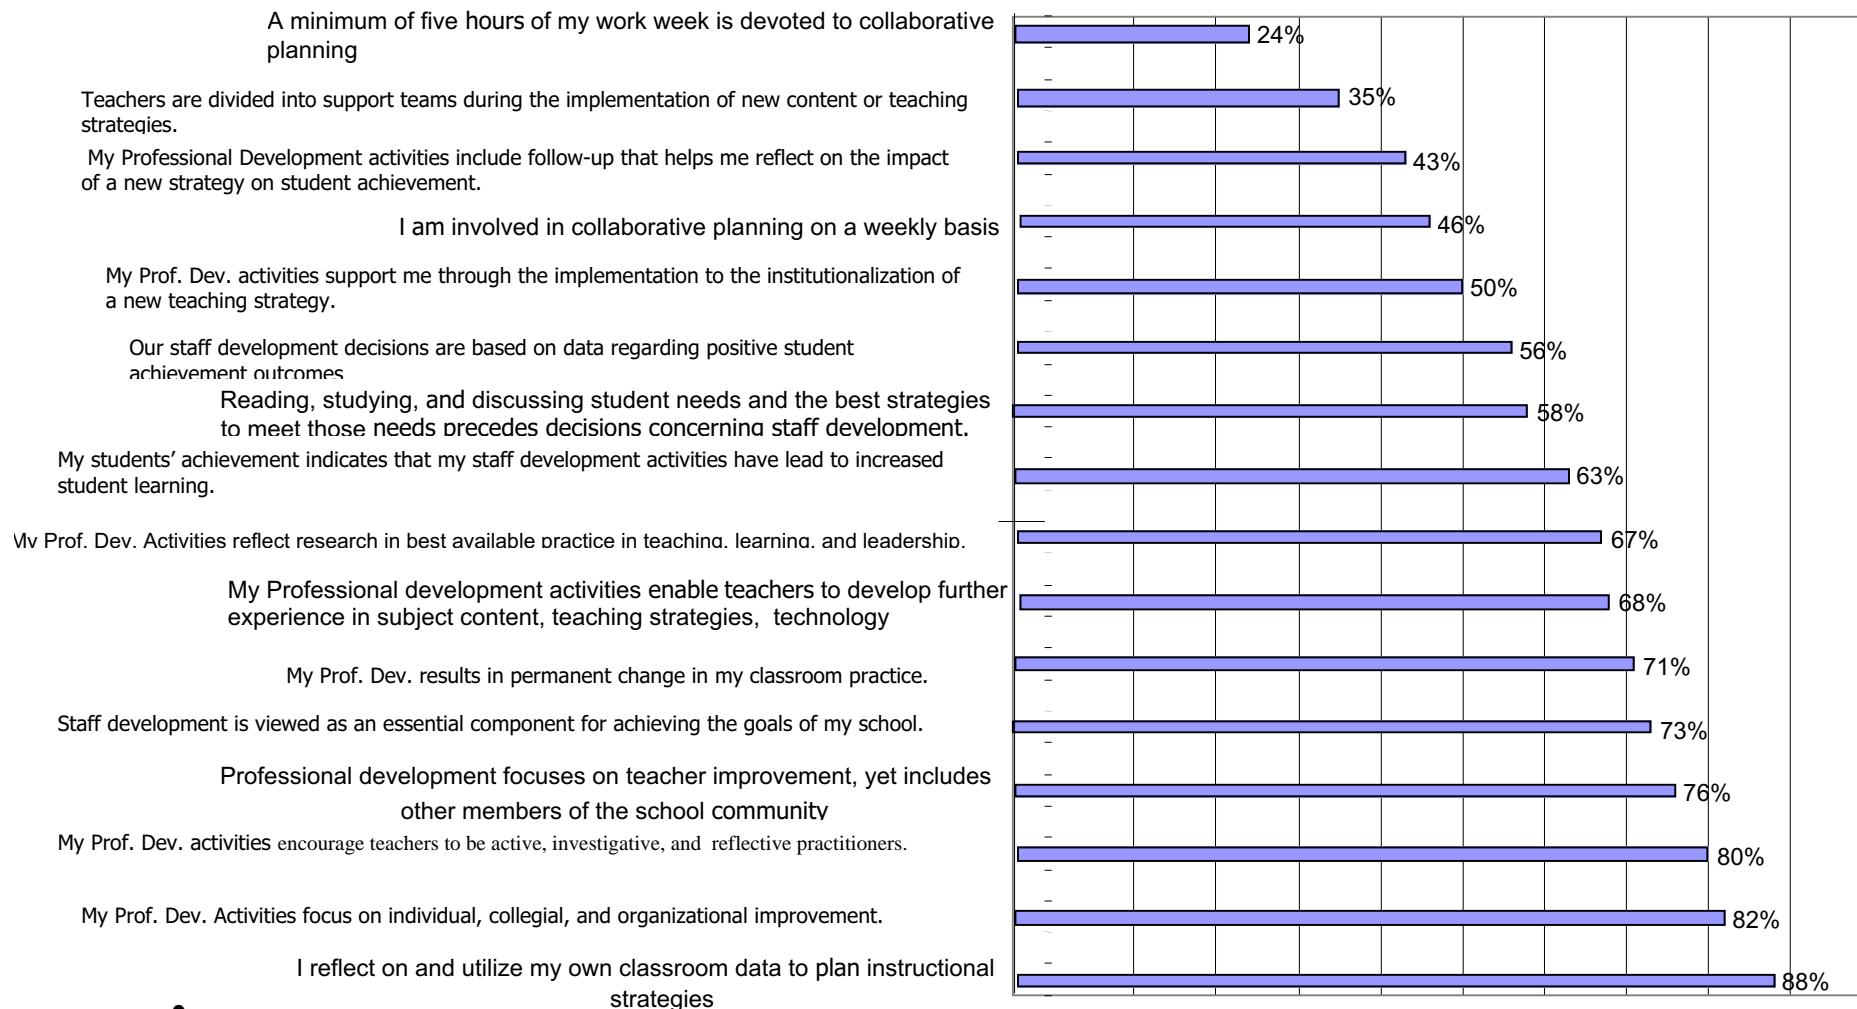 A minimum of five hours of my work week is devoted to collaborative
planning
24%
Teachers are divided into support teams during the implementation of new content or teaching
strategies.
35%
My Professional Development activities include follow-up that helps me reflect on the impact
of a new strategy on student achievement.
43%
I am involved in collaborative planning on a weekly basis
46%
My Prof. Dev. activities support me through the implementation to the institutionalization of
a new teaching strategy.
50%
Our staff development decisions are based on data regarding positive student
achievement outcomes
56%
Reading, studying, and discussing student needs and the best strategies
to meet those needs precedes decisions concerning staff development.
58%
My students’ achievement indicates that my staff development activities have lead to increased
student learning.
63%
My Prof. Dev. Activities reflect research in best available practice in teaching, learning, and leadership.
67%
My Professional development activities enable teachers to develop further
experience in subject content, teaching strategies, technology
68%
My Prof. Dev. results in permanent change in my classroom practice.
71%
Staff development is viewed as an essential component for achieving the goals of my school.
73%
Professional development focuses on teacher improvement, yet includes
other members of the school community
76%
My Prof. Dev. activities encourage teachers to be active, investigative, and reflective practitioners.
80%
My Prof. Dev. Activities focus on individual, collegial, and organizational improvement.
82%
I reflect on and utilize my own classroom data to plan instructional
strategies
88%